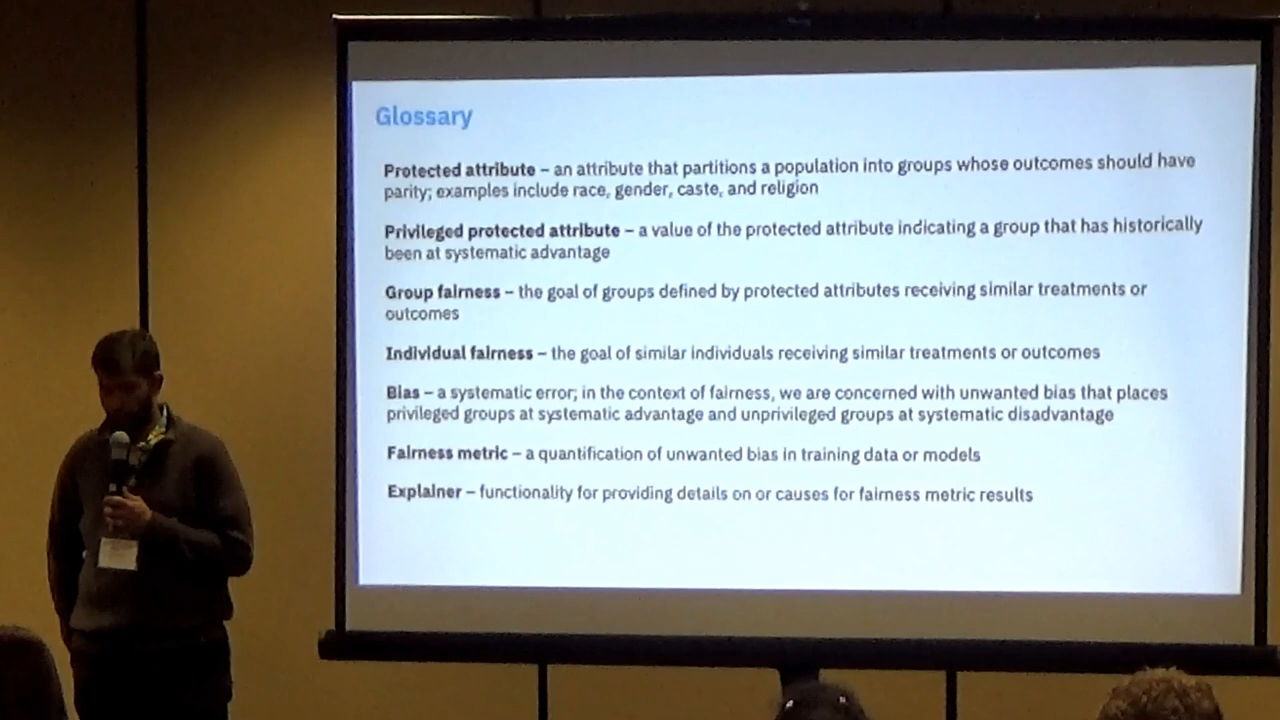 Glossary
Protected attribute – an attribute that partitions a population into groups whose outcomes should have
parity; examples include race, gender, caste, and religion
Privileged protected attribute – a value of the protected attribute indicating a group that has historically
been at systematic advantage
Group fairness – the goal of groups defined by protected attributes receiving similar treatments or
outcomes
Individual fairness – the goal of similar individuals receiving similar treatments or outcomes
Bias – a systematic error; in the context of fairness, we are concerned with unwanted bias that places
privileged groups at systematic advantage and unprivileged groups at systematic disadvantage
Fairness metric – a quantification of unwanted bias in training data or models
Explainer – functionality for providing details on or causes for fairness metric results